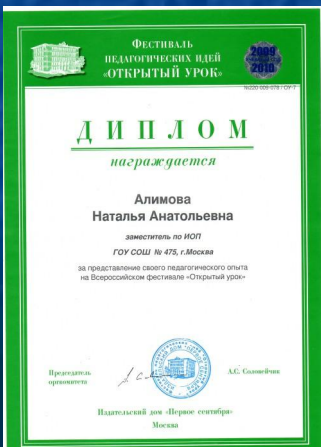 ФЕСТИВАЛЬ
ПЕДАГОГИЧЕСКИХ ИДЕЙ
«ОТКРЫТЫЙ УРОК»
2009
2010
ДИПЛОМ
награждается
Алимова
Наталья Анатольевна
заместитель по ИОП
ГОУ СОШ № 475, г.Москва
за представление своего педагогического опыта
на Всероссийском фестивале «Открытый урок»
Председатель
оргкомитета
А.С. Соловейчик
Издательский дом «Первое сентября»
Москва